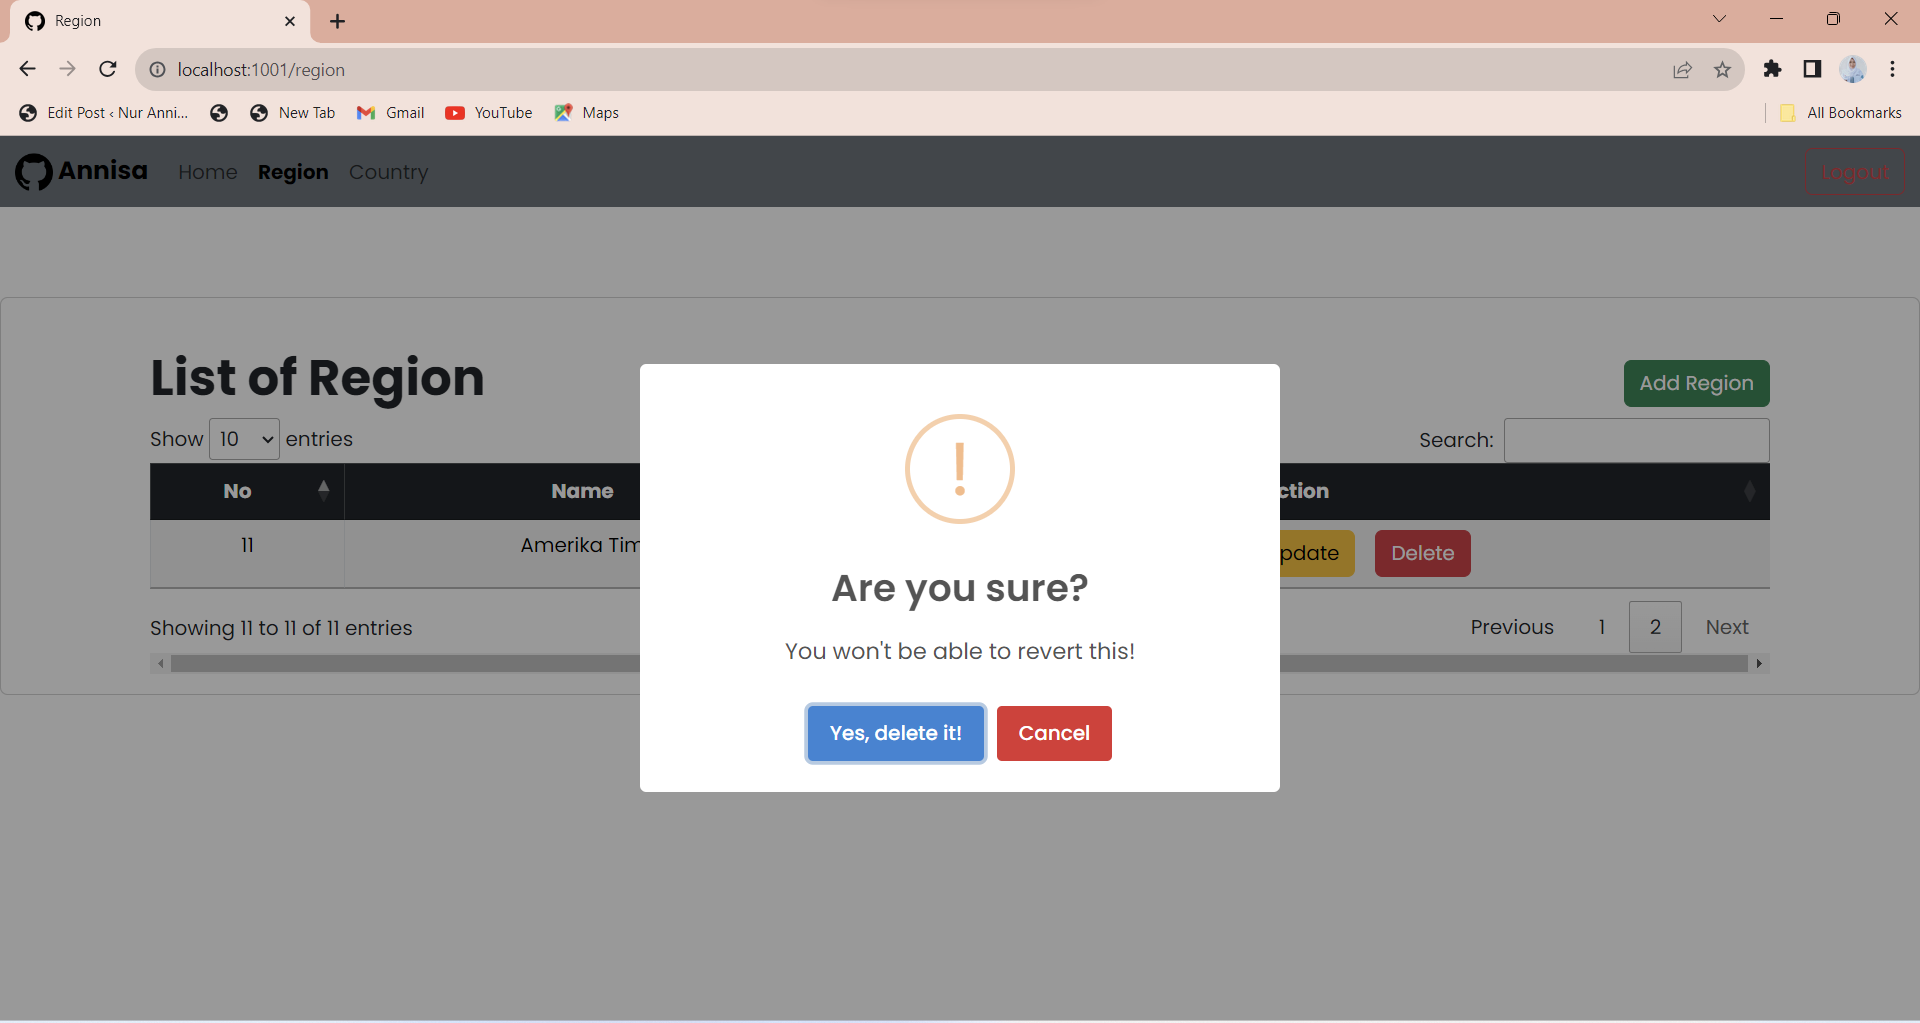 Region
localhost:1001/region
Edit Post ‹ Nur Anni...
New Tab
Gmail
YouTube
Maps
All Bookmarks
Annisa
Home
Region
Country
Logout
List of Region
Add Region
Show 10 entries
Search:
No
Name
ction
11
Amerika Tim
pdate
Delete
Showing 11 to 11 of 11 entries
Previous 1 2 Next
!
Are you sure?
You won't be able to revert this!
Yes, delete it!
Cancel